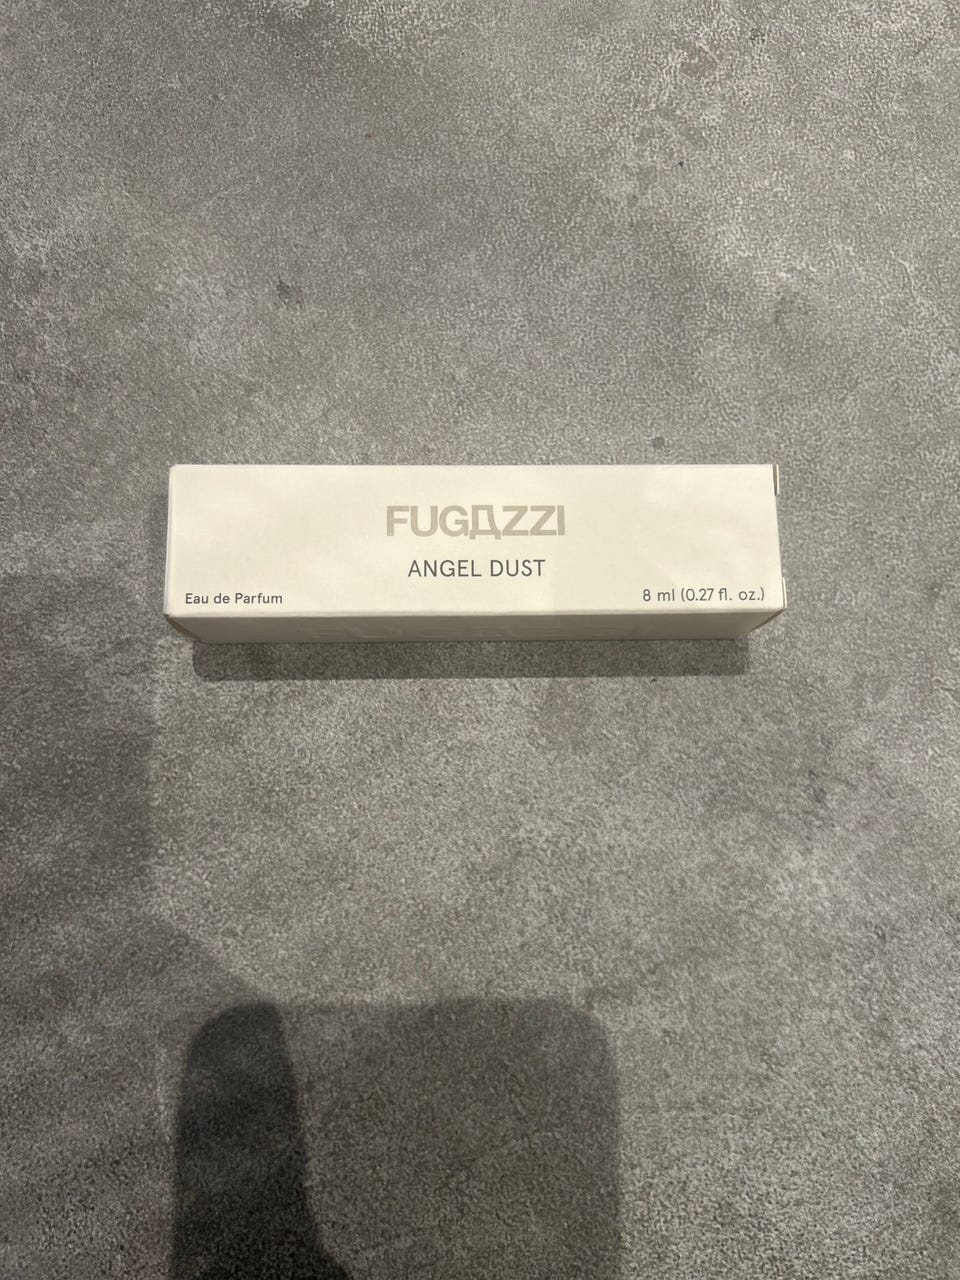 FUGAZZI
ANGEL DUST
Eau de Parfum
8 ml (0.27 fl. oz.)